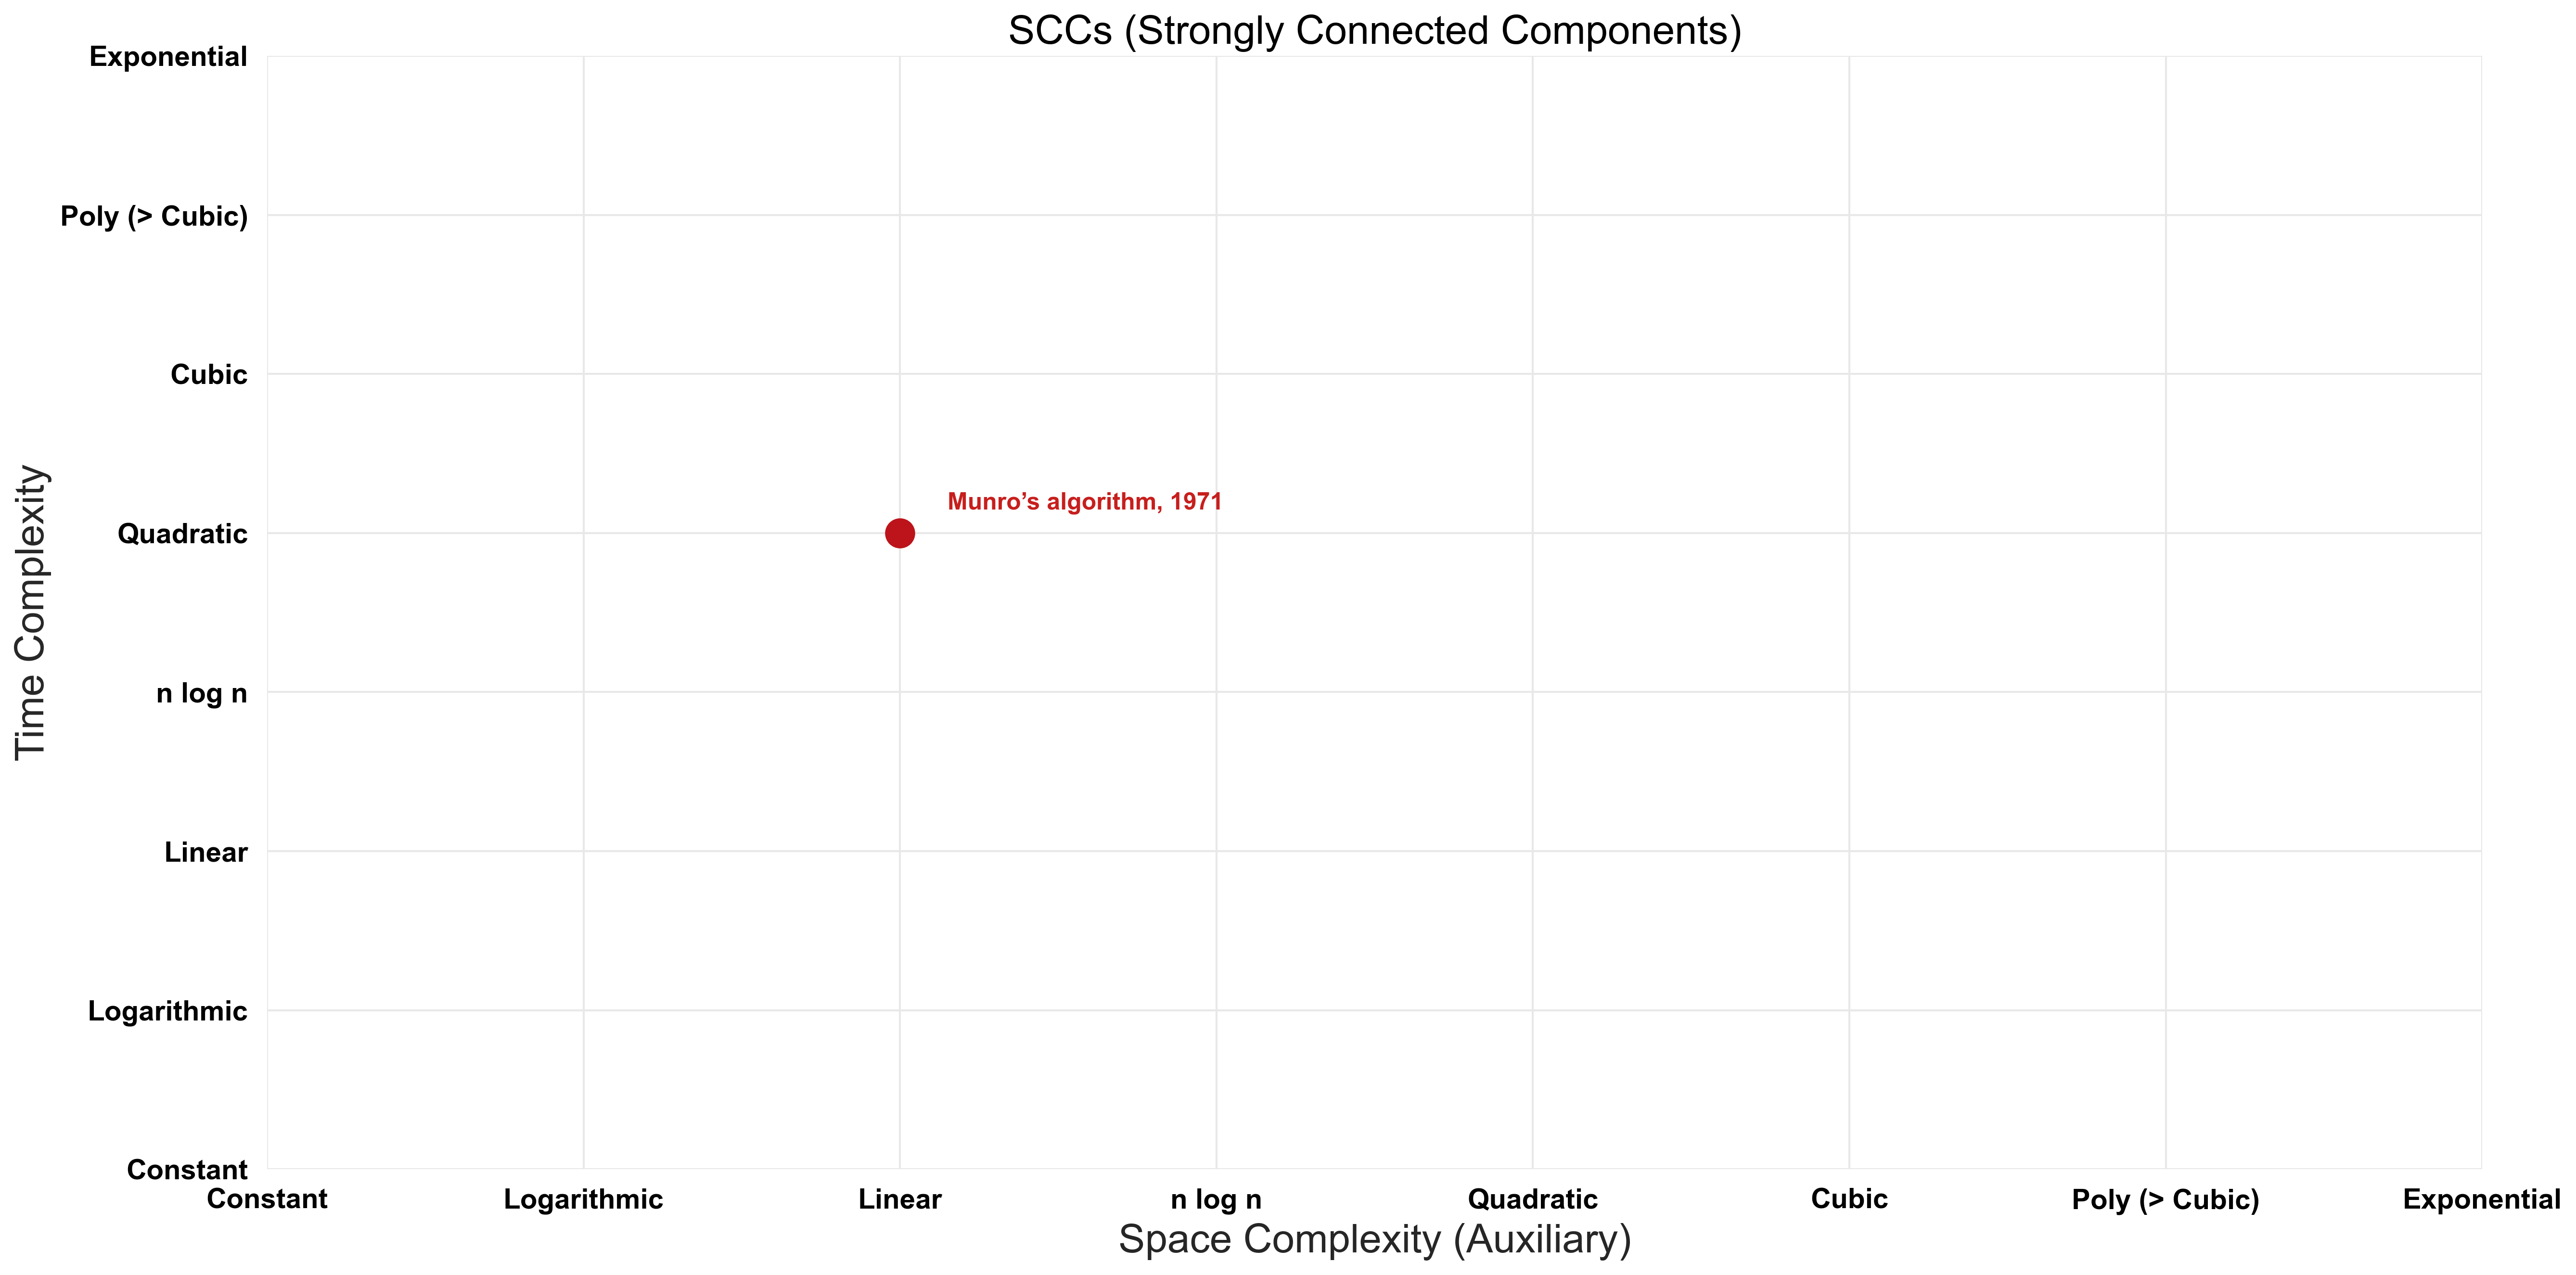 SCCs (Strongly Connected Components)
Exponential
Poly (> Cubic)
Cubic
Quadratic
n log n
Linear
Logarithmic
Constant
Time Complexity
Munro’s algorithm, 1971
Constant Logarithmic Linear n log n Quadratic Cubic Poly (> Cubic) Exponential
Space Complexity (Auxiliary)